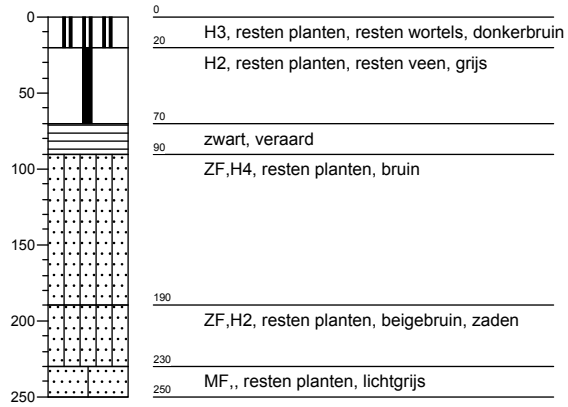 0
0
H3, resten planten, resten wortels, donkerbruin
20
H2, resten planten, resten veen, grijs
50
70
zwart, veraard
90
100
ZF,H4, resten planten, bruin
150
190
200
ZF,H2, resten planten, beigebruin, zaden
230
MF,, resten planten, lichtgrijs
250
250